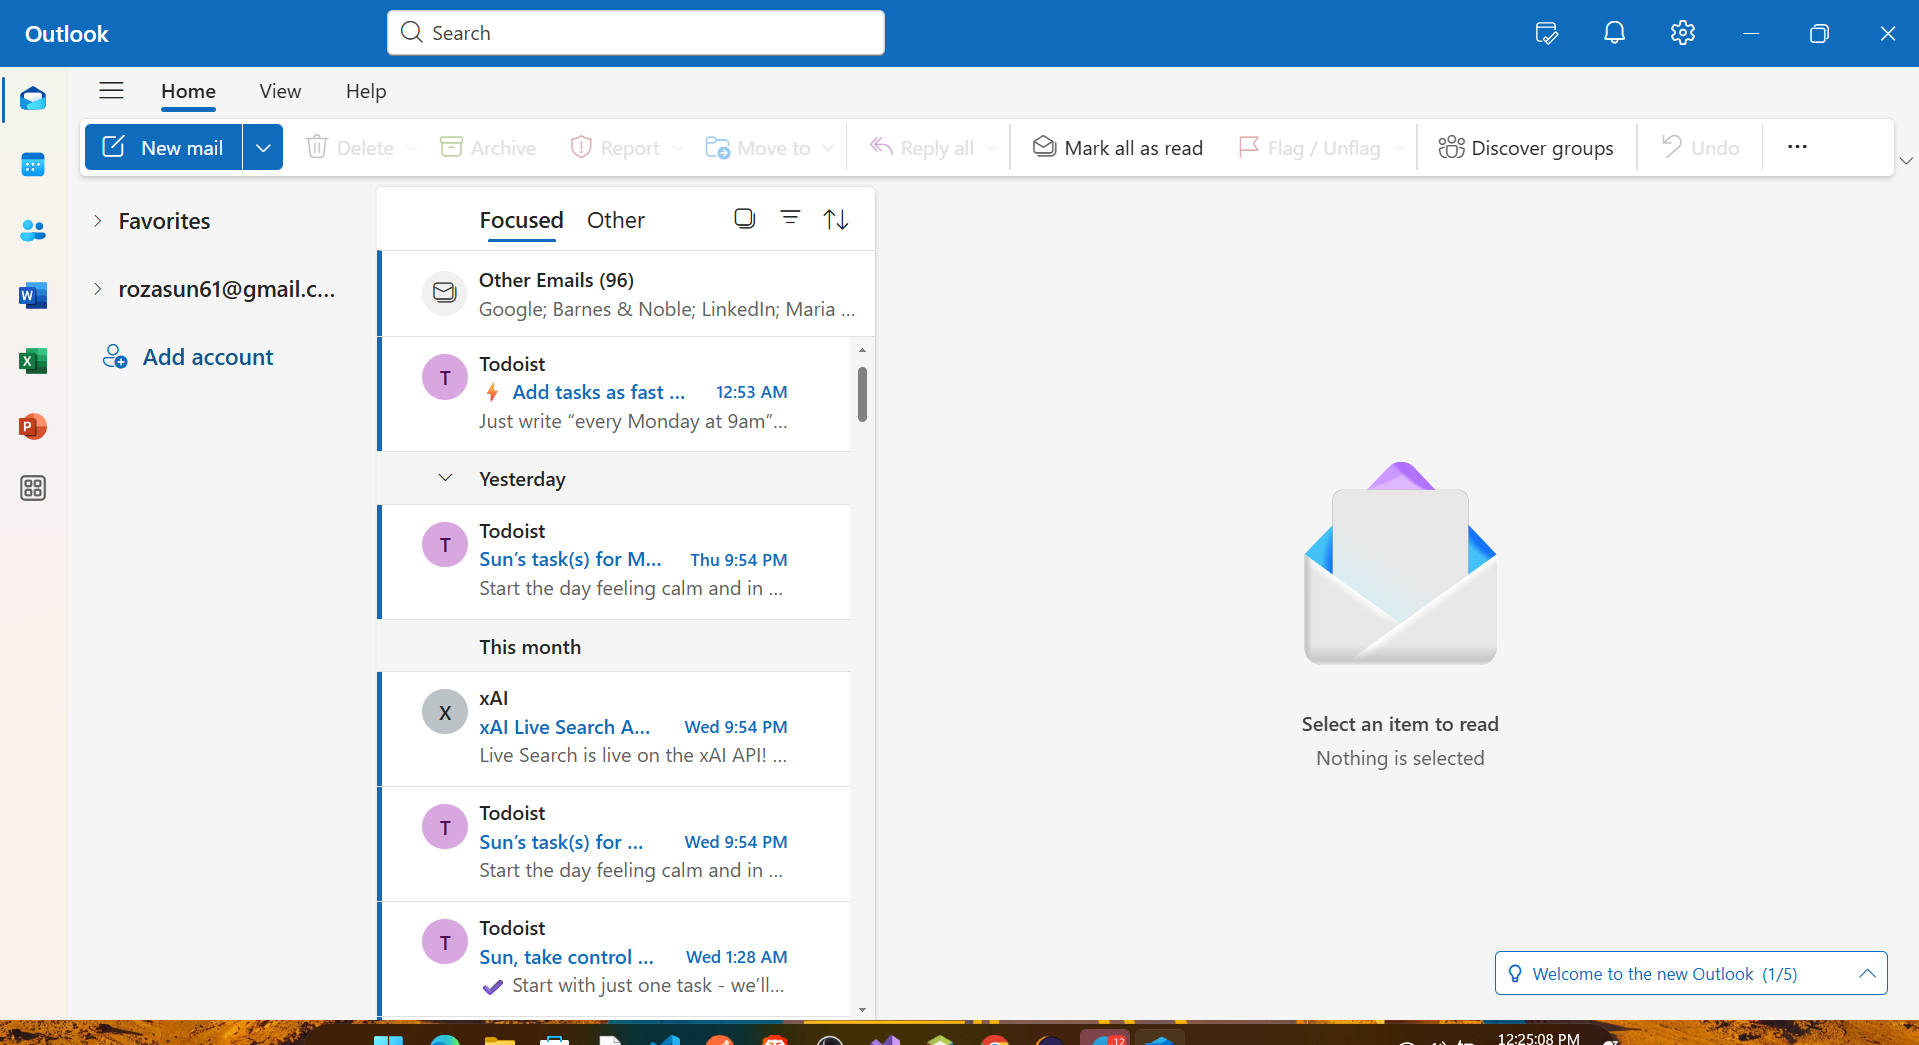 Outlook
Search
Home
View
Help
New mail
Delete
Archive
Report
Move to
Reply all
Mark all as read
Flag / Unflag
Discover groups
Undo
Favorites
rozasun61@gmail.c...
Add account
Focused
Other
Other Emails (96)
Google; Barnes & Noble; LinkedIn; Maria ...
T
Todoist
Add tasks as fast ...
12:53 AM
Just write “every Monday at 9am”...
Yesterday
T
Todoist
Sun’s task(s) for M...
Thu 9:54 PM
Start the day feeling calm and in ...
This month
X
xAI
xAI Live Search A...
Wed 9:54 PM
Live Search is live on the xAI API! ...
T
Todoist
Sun’s task(s) for ...
Wed 9:54 PM
Start the day feeling calm and in ...
T
Todoist
Sun, take control ...
Wed 1:28 AM
Start with just one task - we’ll...
Select an item to read
Nothing is selected
Welcome to the new Outlook (1/5)
12
12:25:08 PM